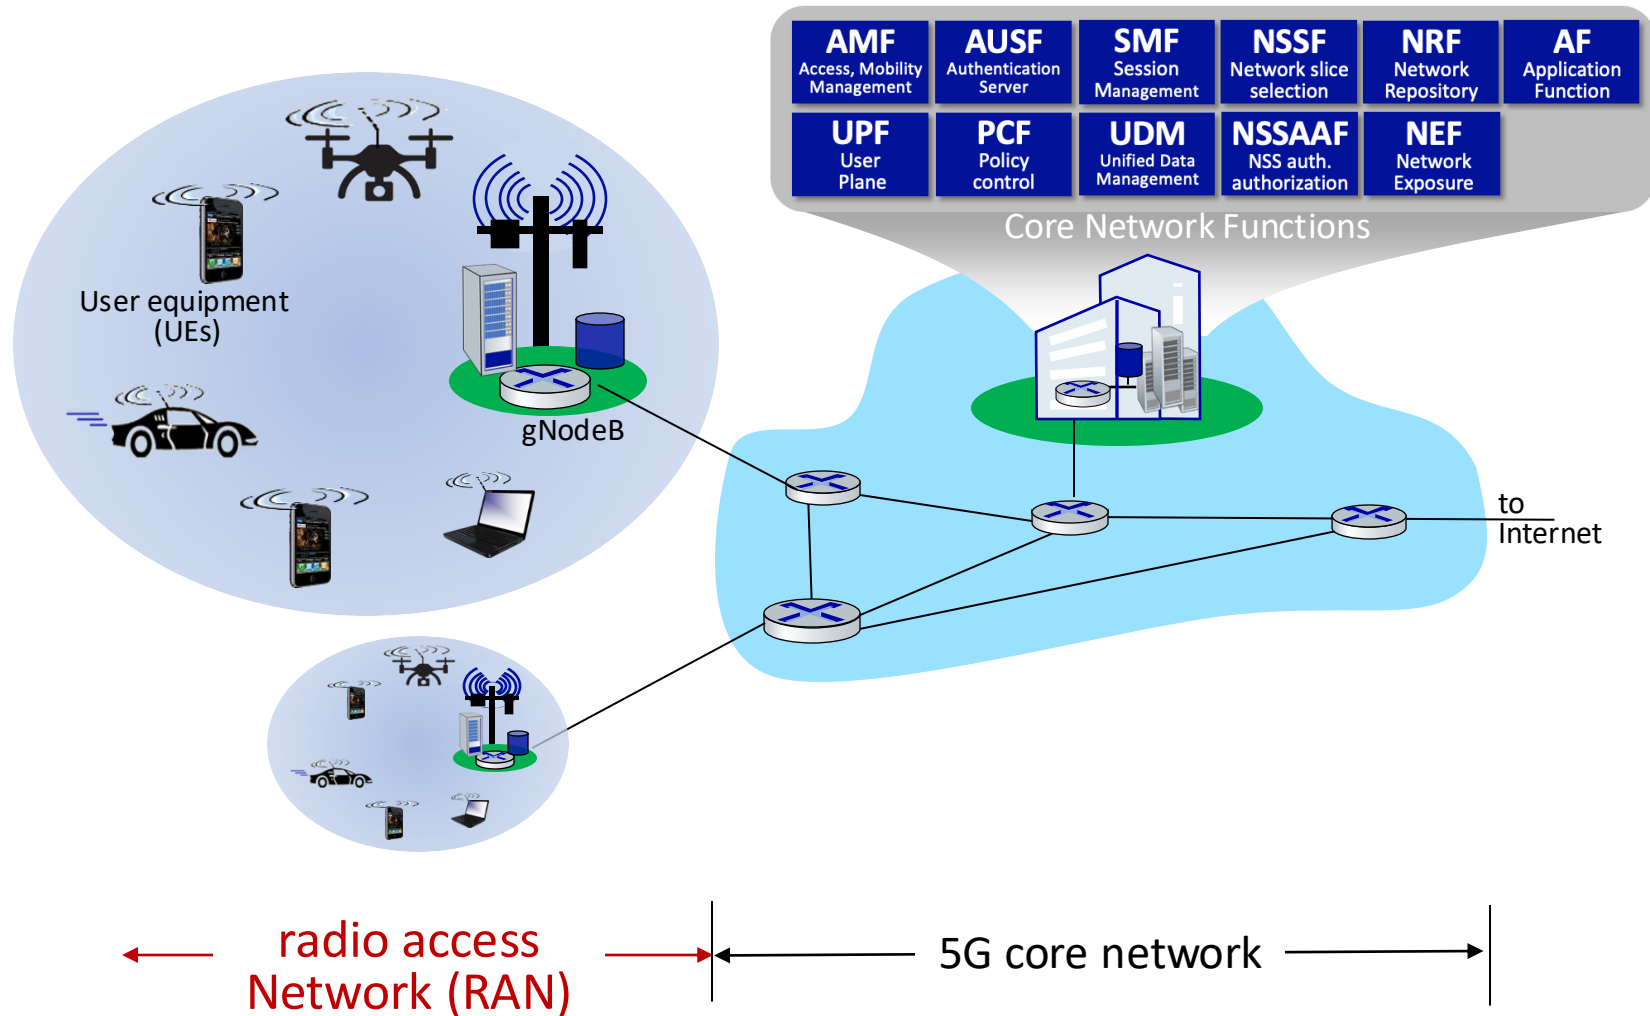 AMF
Access, Mobility
Management
AUSF
Authentication
Server
SMF
Session
Management
NSSF
Network slice
selection
NRF
Network
Repository
AF
Application
Function
UPF
User
Plane
PCF
Policy
control
UDM
Unified Data
Management
NSSAAF
NSS auth.
authorization
NEF
Network
Exposure
Core Network Functions
User equipment
(UEs)
gNodeB
to
Internet
radio access
Network (RAN)
5G core network